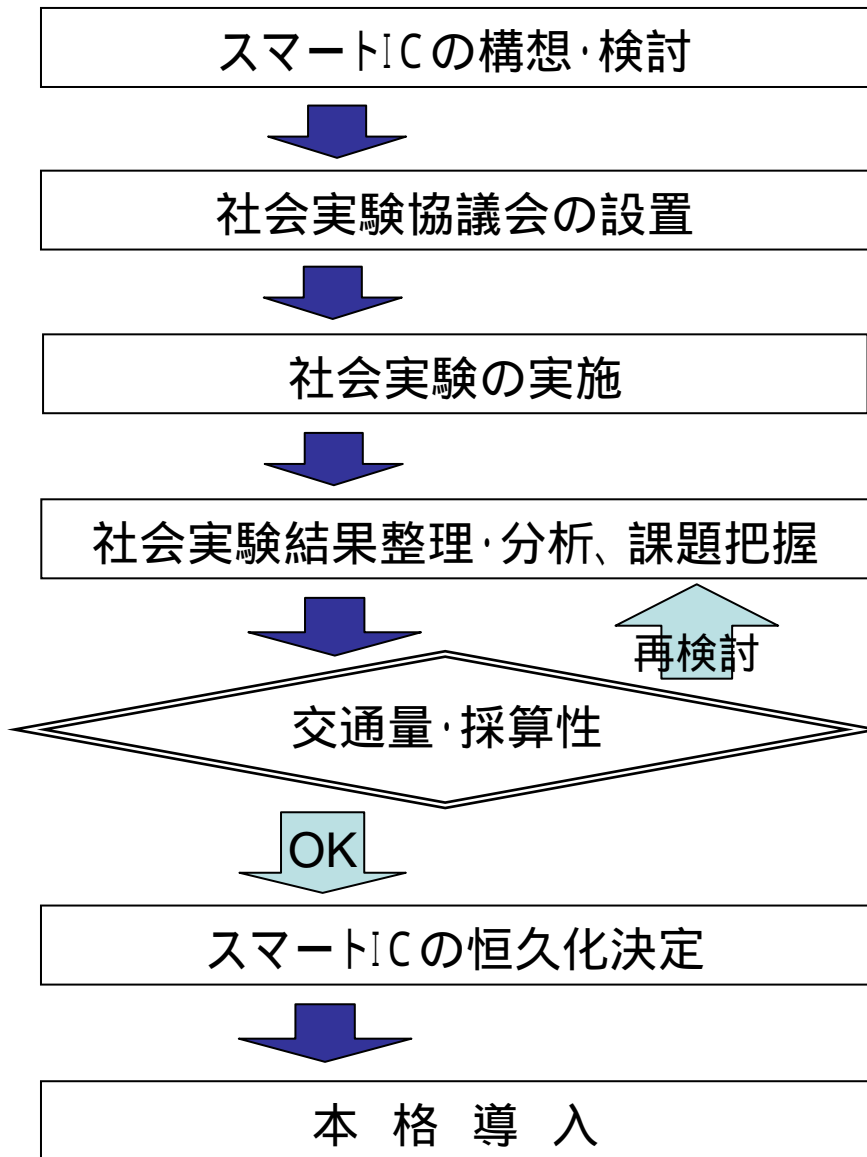 スマートICの構想･検討
社会実験協議会の設置
社会実験の実施
社会実験結果整理･分析、課題把握
再検討
交通量･採算性
OK
スマートICの恒久化決定
本 格 導 入